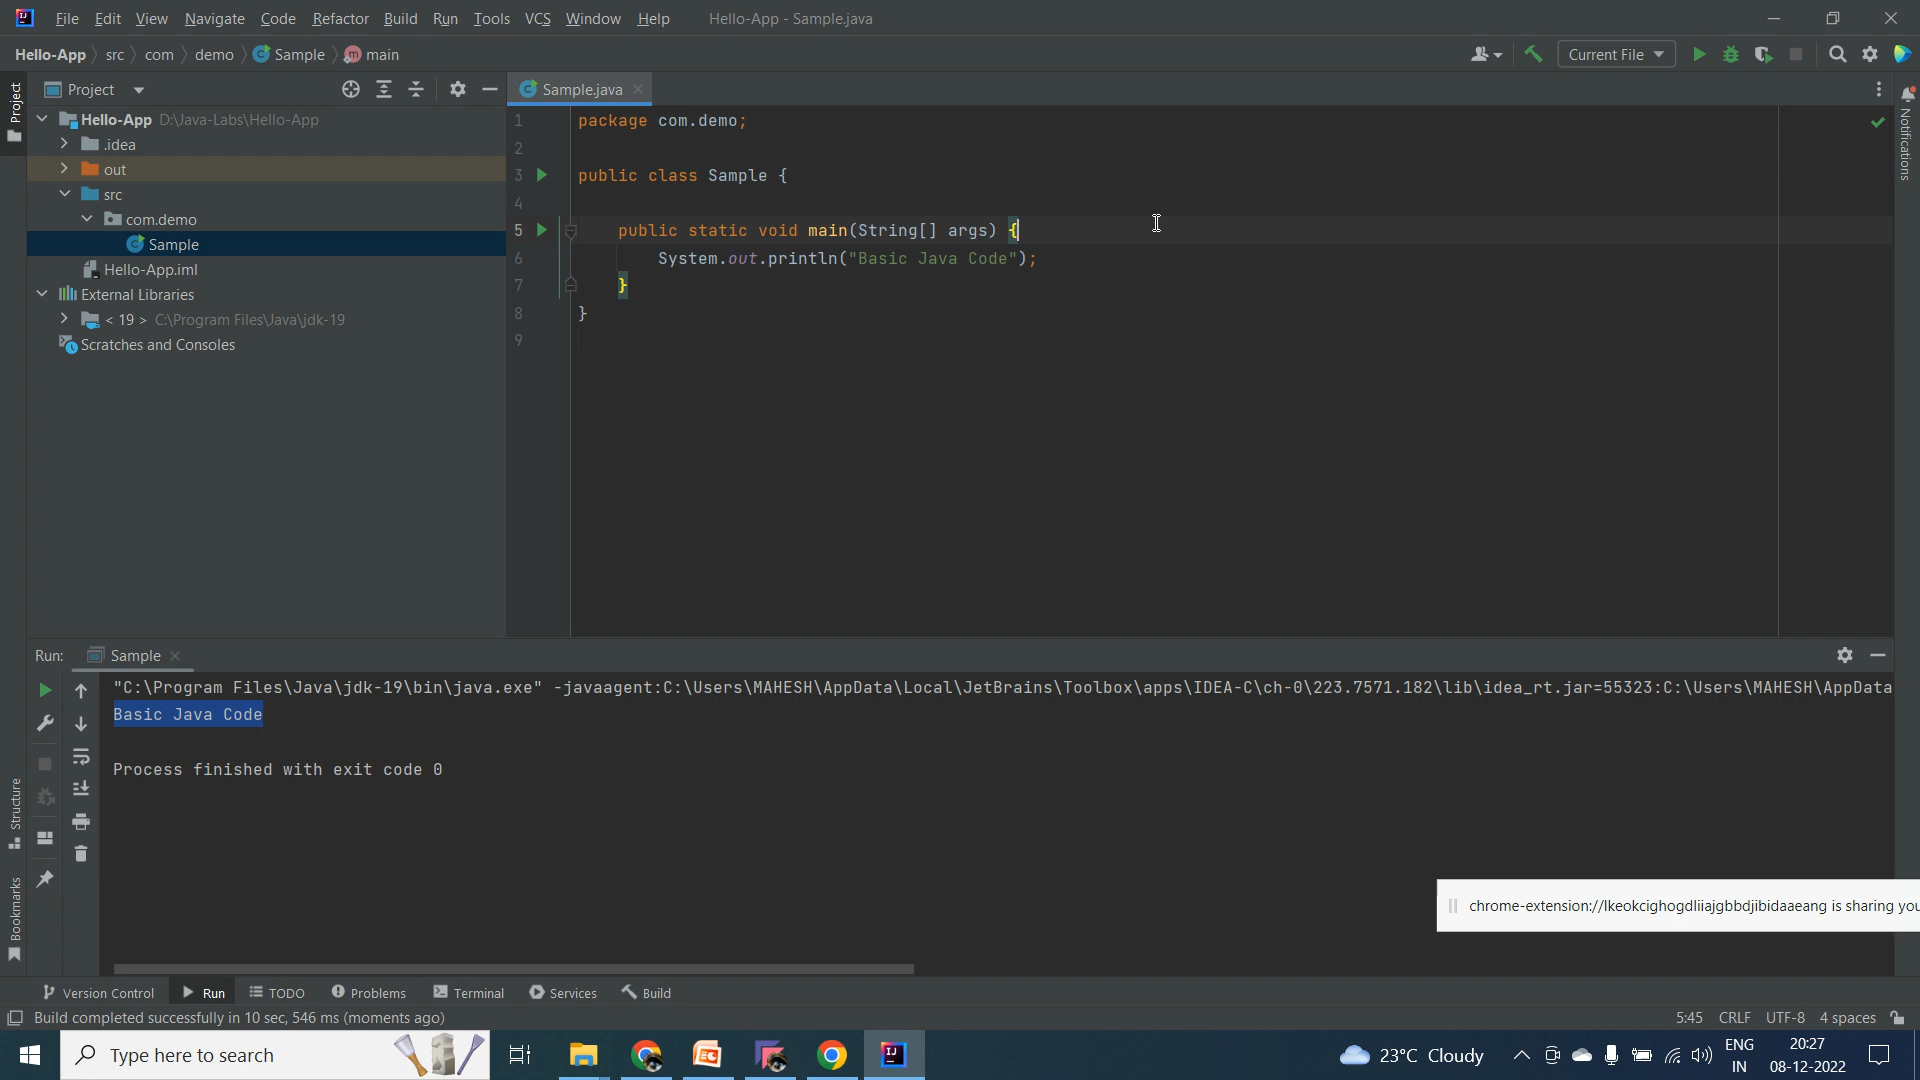 File Edit View Navigate Code Refactor Build Run Tools VCS Window Help Hello-App - Sample.java
Hello-App src com demo Sample main Current File
Project Sample.java
Hello-App D:\Java-Labs\Hello-App
.idea
out
src
com.demo
Sample
Hello-App.iml
External Libraries
< 19 > C:\Program Files\Java\jdk-19
Scratches and Consoles
Project
Structure
Bookmarks
Notifications
1 package com.demo;
2
3 public class Sample {
4
5 public static void main(String[] args) {
6 System.out.println("Basic Java Code");
7 }
8 }
9
Run: Sample
"C:\Program Files\Java\jdk-19\bin\java.exe" -javaagent:C:\Users\MAHESH\AppData\Local\JetBrains\Toolbox\apps\IDEA-C\ch-0\223.7571.182\lib\idea_rt.jar=55323:C:\Users\MAHESH\AppData
Basic Java Code
Process finished with exit code 0
chrome-extension://lkeokcighogdliiajgbbdjibidaaeang is sharing you
Version Control Run TODO Problems Terminal Services Build
Build completed successfully in 10 sec, 546 ms (moments ago) 5:45 CRLF UTF-8 4 spaces
Type here to search 23°C Cloudy ENG IN 20:27 08-12-2022